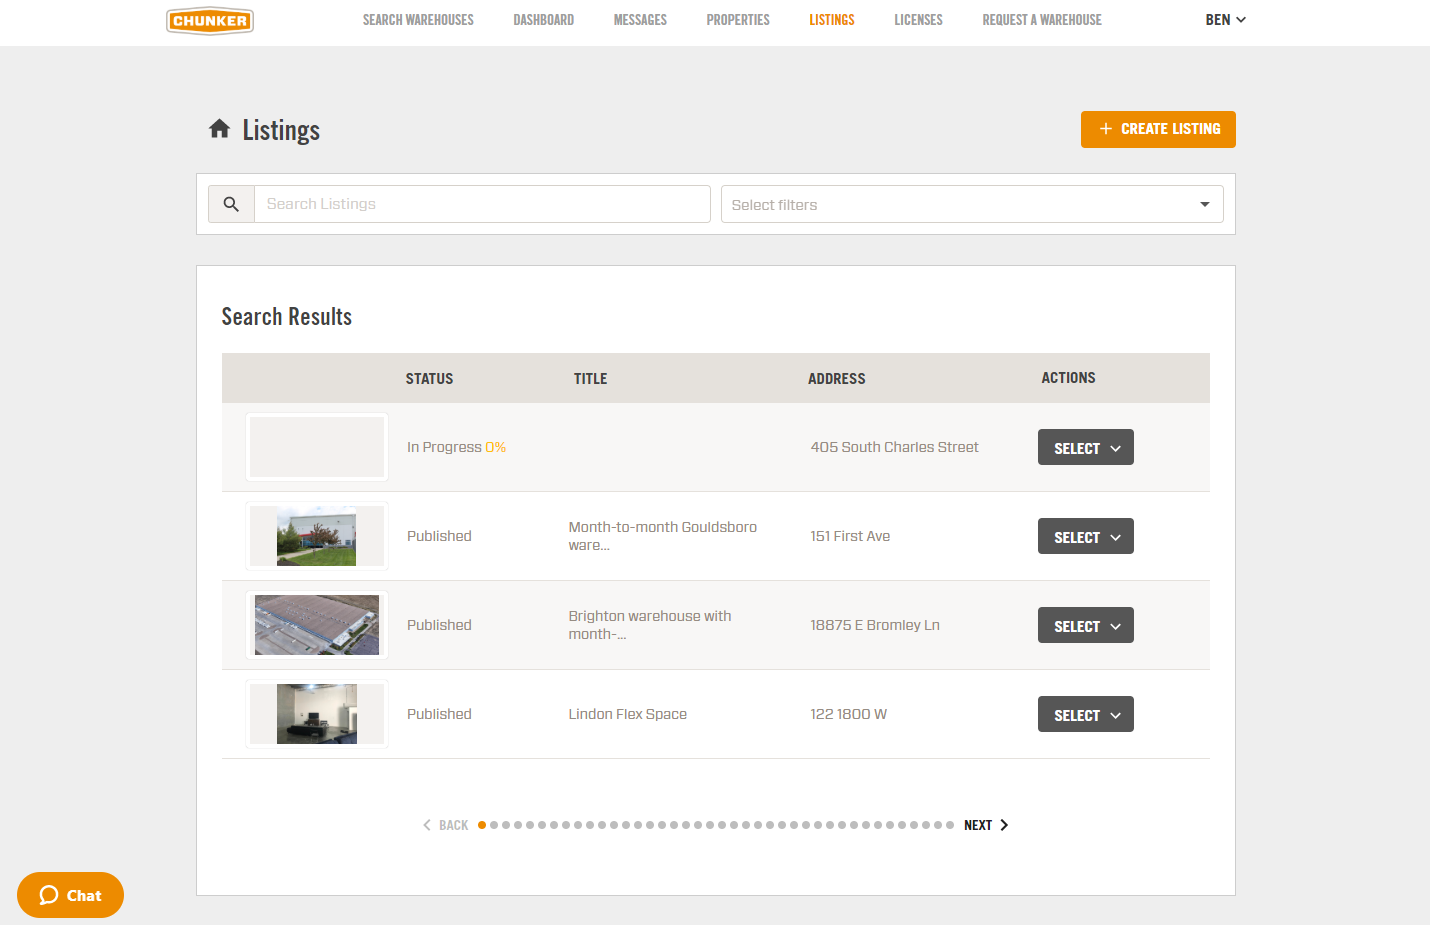 CHUNKER
SEARCH WAREHOUSES
DASHBOARD
MESSAGES
PROPERTIES
LISTINGS
LICENSES
REQUEST A WAREHOUSE
BEN
Listings
CREATE LISTING
Search Listings
Select filters
Search Results
STATUS
TITLE
ADDRESS
ACTIONS
In Progress 0%
405 South Charles Street
SELECT
Published
Month-to-month Gouldsboro
ware...
151 First Ave
SELECT
Published
Brighton warehouse with
month-...
18875 E Bromley Ln
SELECT
Published
Lindon Flex Space
122 1800 W
SELECT
BACK
NEXT
Chat